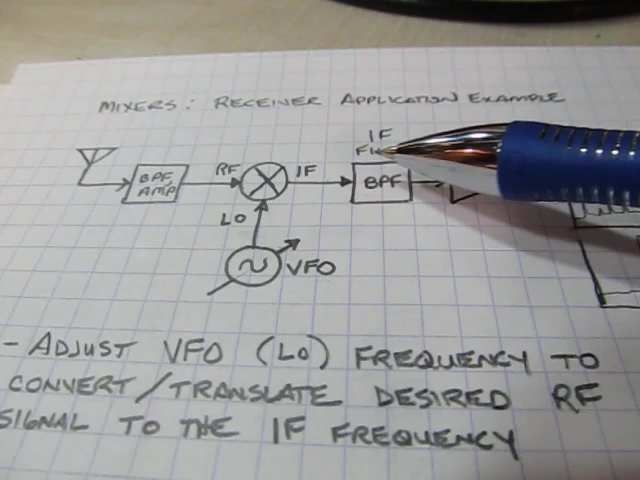 MIXERS: RECEIVER APPLICATION EXAMPLE
IF
BPF
AMP
RF
IF
BPF
LO
VFO
- ADJUST VFO (LO) FREQUENCY TO
CONVERT/TRANSLATE DESIRED RF
SIGNAL TO THE IF FREQUENCY